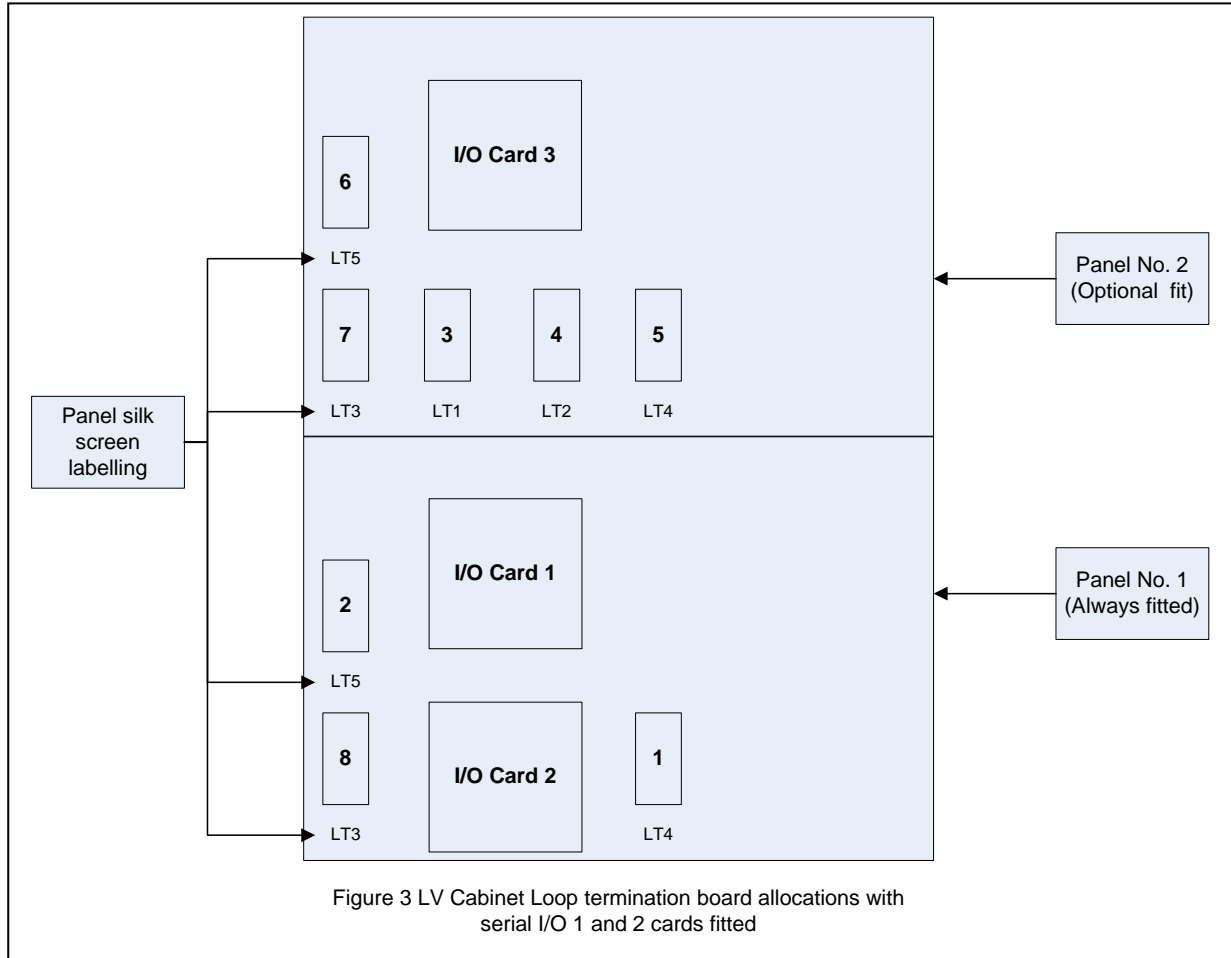 I/O Card 3
6
LT5
Panel No. 2
(Optional fit)
7
3
4
5
LT3
LT1
LT2
LT4
Panel silk
screen
labelling
I/O Card 1
2
LT5
Panel No. 1
(Always fitted)
8
I/O Card 2
1
LT3
LT4
Figure 3 LV Cabinet Loop termination board allocations with
serial I/O 1 and 2 cards fitted